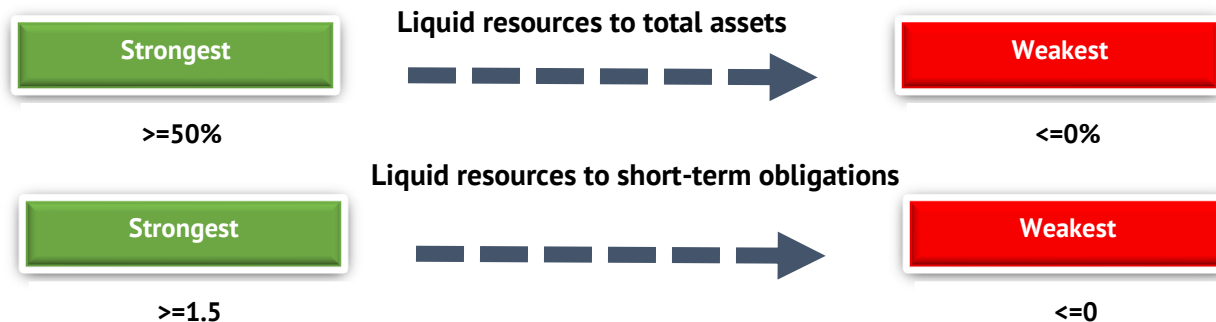 Liquid resources to total assets
Strongest
Weakest
>=50%
<=0%
Liquid resources to short-term obligations
Strongest
Weakest
>=1.5
<=0